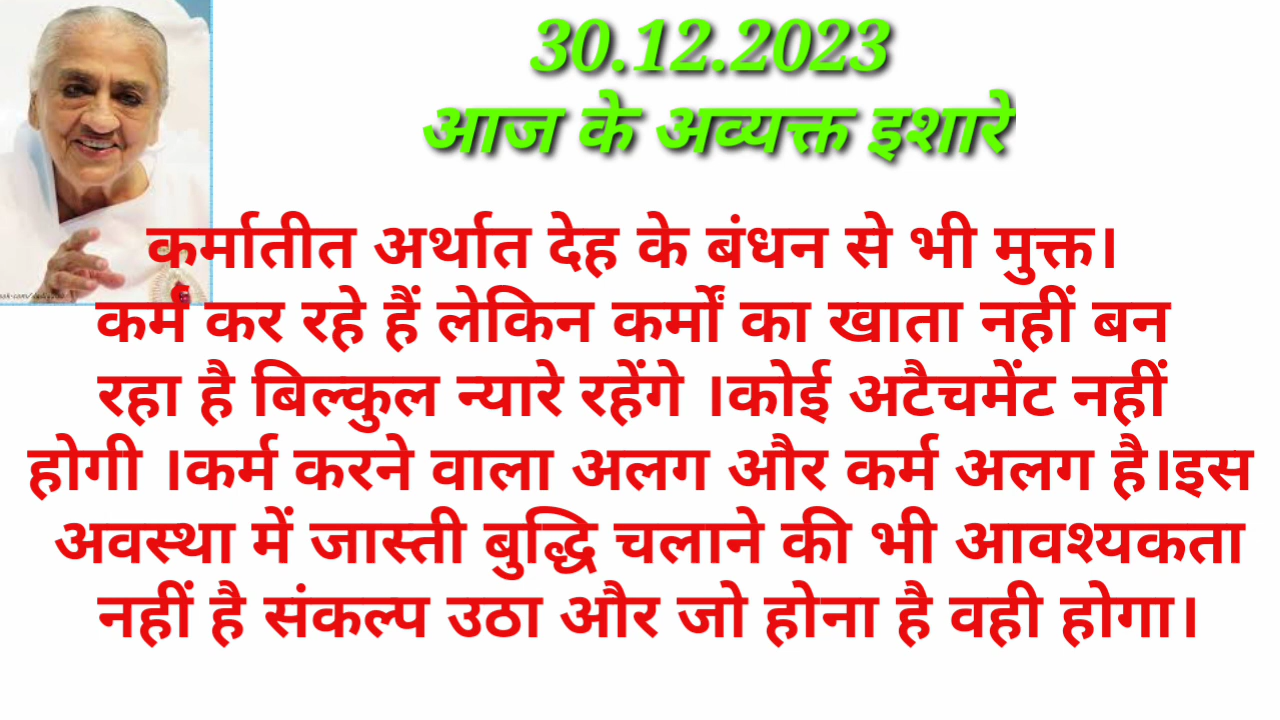 30.12.2023
आज के अव्यक्त इशारे
कर्मातीत अर्थात देह के बंधन से भी मुक्त।
कर्म कर रहे हैं लेकिन कर्मों का खाता नहीं बन
रहा है बिल्कुल न्यारे रहेंगे ।कोई अटैचमेंट नहीं
होगी ।कर्म करने वाला अलग और कर्म अलग है।इस
अवस्था में जास्ती बुद्धि चलाने की भी आवश्यकता
नहीं है संकल्प उठा और जो होना है वही होगा।